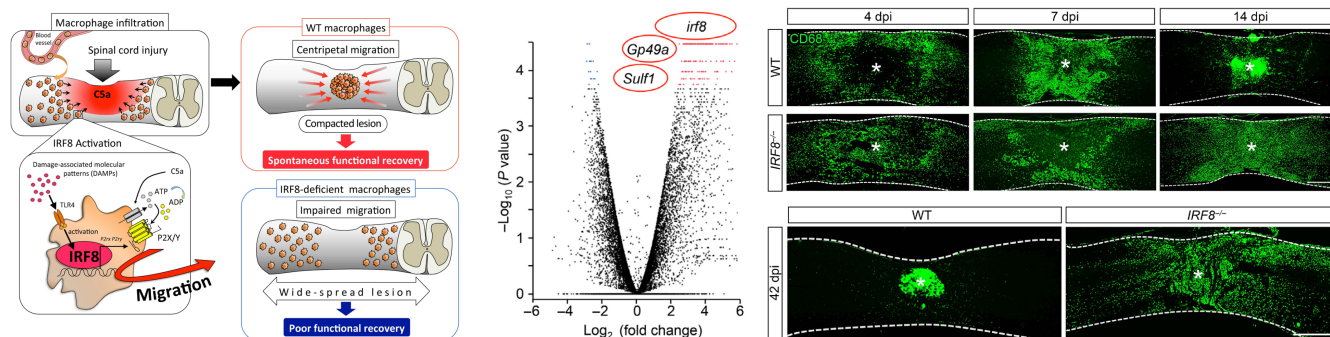 Macrophage infiltration
Blood
vessel
Spinal cord injury
C5a
IRF8 Activation
Damage-associated molecular
patterns (DAMPs)
C5a
TLR4
ATP
ADP
activation
P2rx P2ry
P2X/Y
IRF8
Migration
WT macrophages
Centripetal migration
Compacted lesion
Spontaneous functional recovery
IRF8-deficient macrophages
Impaired migration
Wide-spread lesion
Poor functional recovery
irf8
Gp49a
Sulf1
−Log10 (P value)
4
3
2
1
0
−6 −4 −2 0 2 4 6
Log2 (fold change)
4 dpi 7 dpi 14 dpi
CD68
WT
*
*
*
IRF8−/−
*
*
*
WT IRF8−/−
42 dpi
*
*